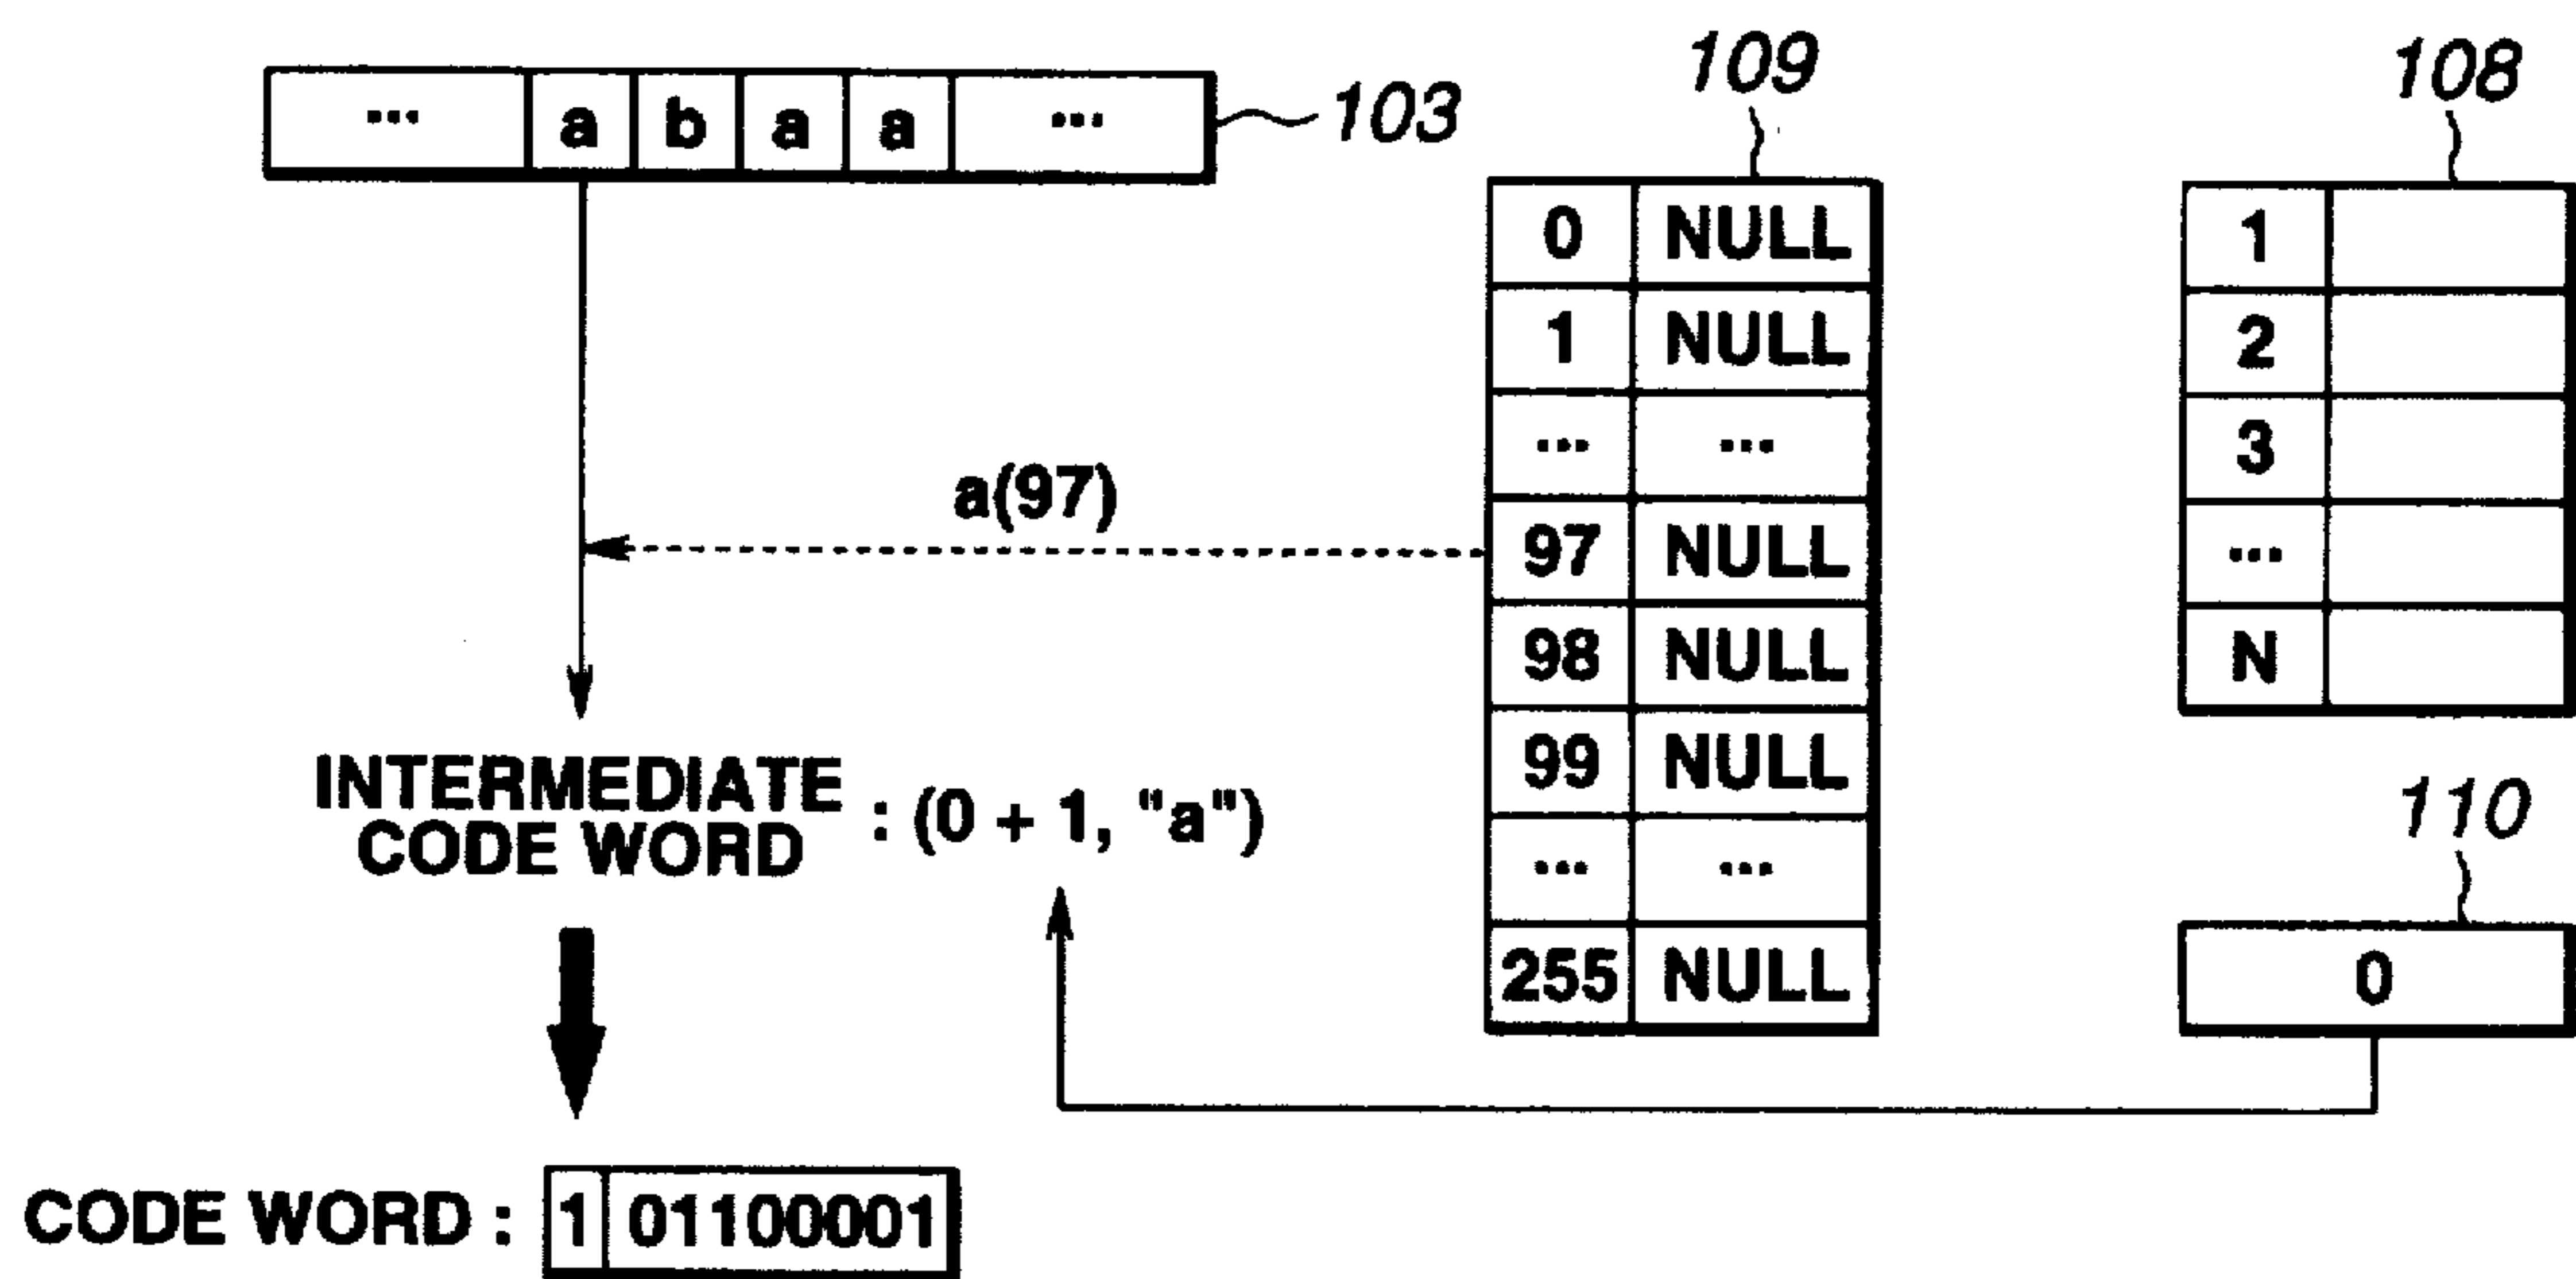 ... a b a a ... 103
109
0 NULL
1 NULL
... ...
97 NULL
98 NULL
99 NULL
... ...
255 NULL
108
1
2
3
...
N
110
0
a(97)
INTERMEDIATE
CODE WORD : (0 + 1, "a")
CODE WORD : 1 01100001